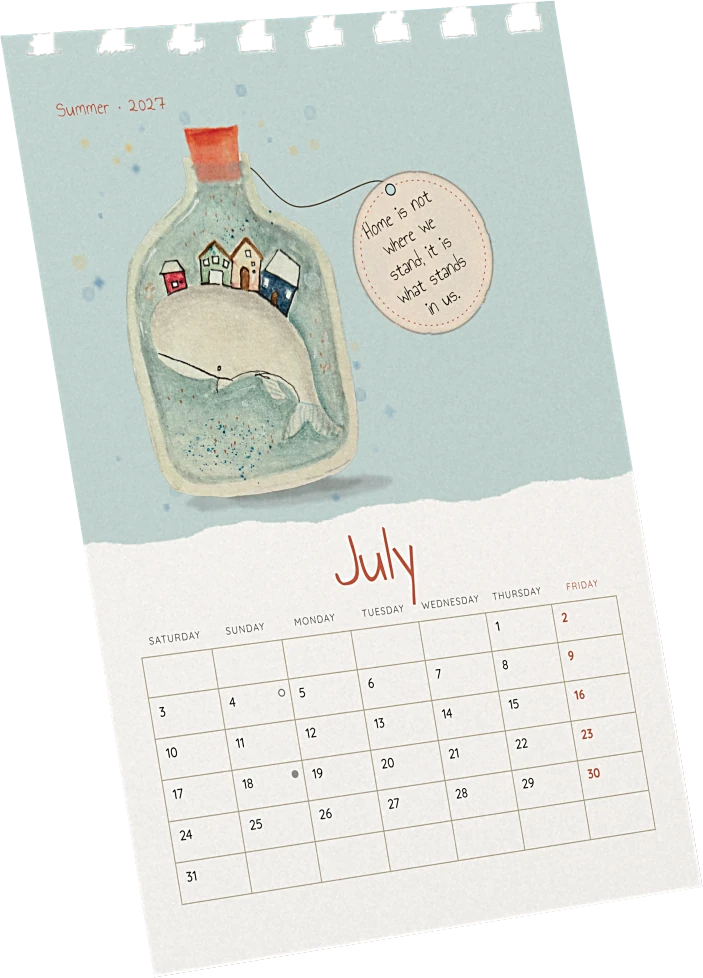 Summer · 2027
Home is not
where we
stand; it is
what stands
in us.
July
SATURDAY SUNDAY MONDAY TUESDAY WEDNESDAY THURSDAY FRIDAY
1 2
3 4 5 6 7 8 9
10 11 12 13 14 15 16
17 18 19 20 21 22 23
24 25 26 27 28 29 30
31